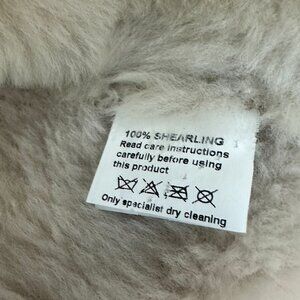 100% SHEARLING
Read care instructions
carefully before using
this product
Only specialist dry cleaning